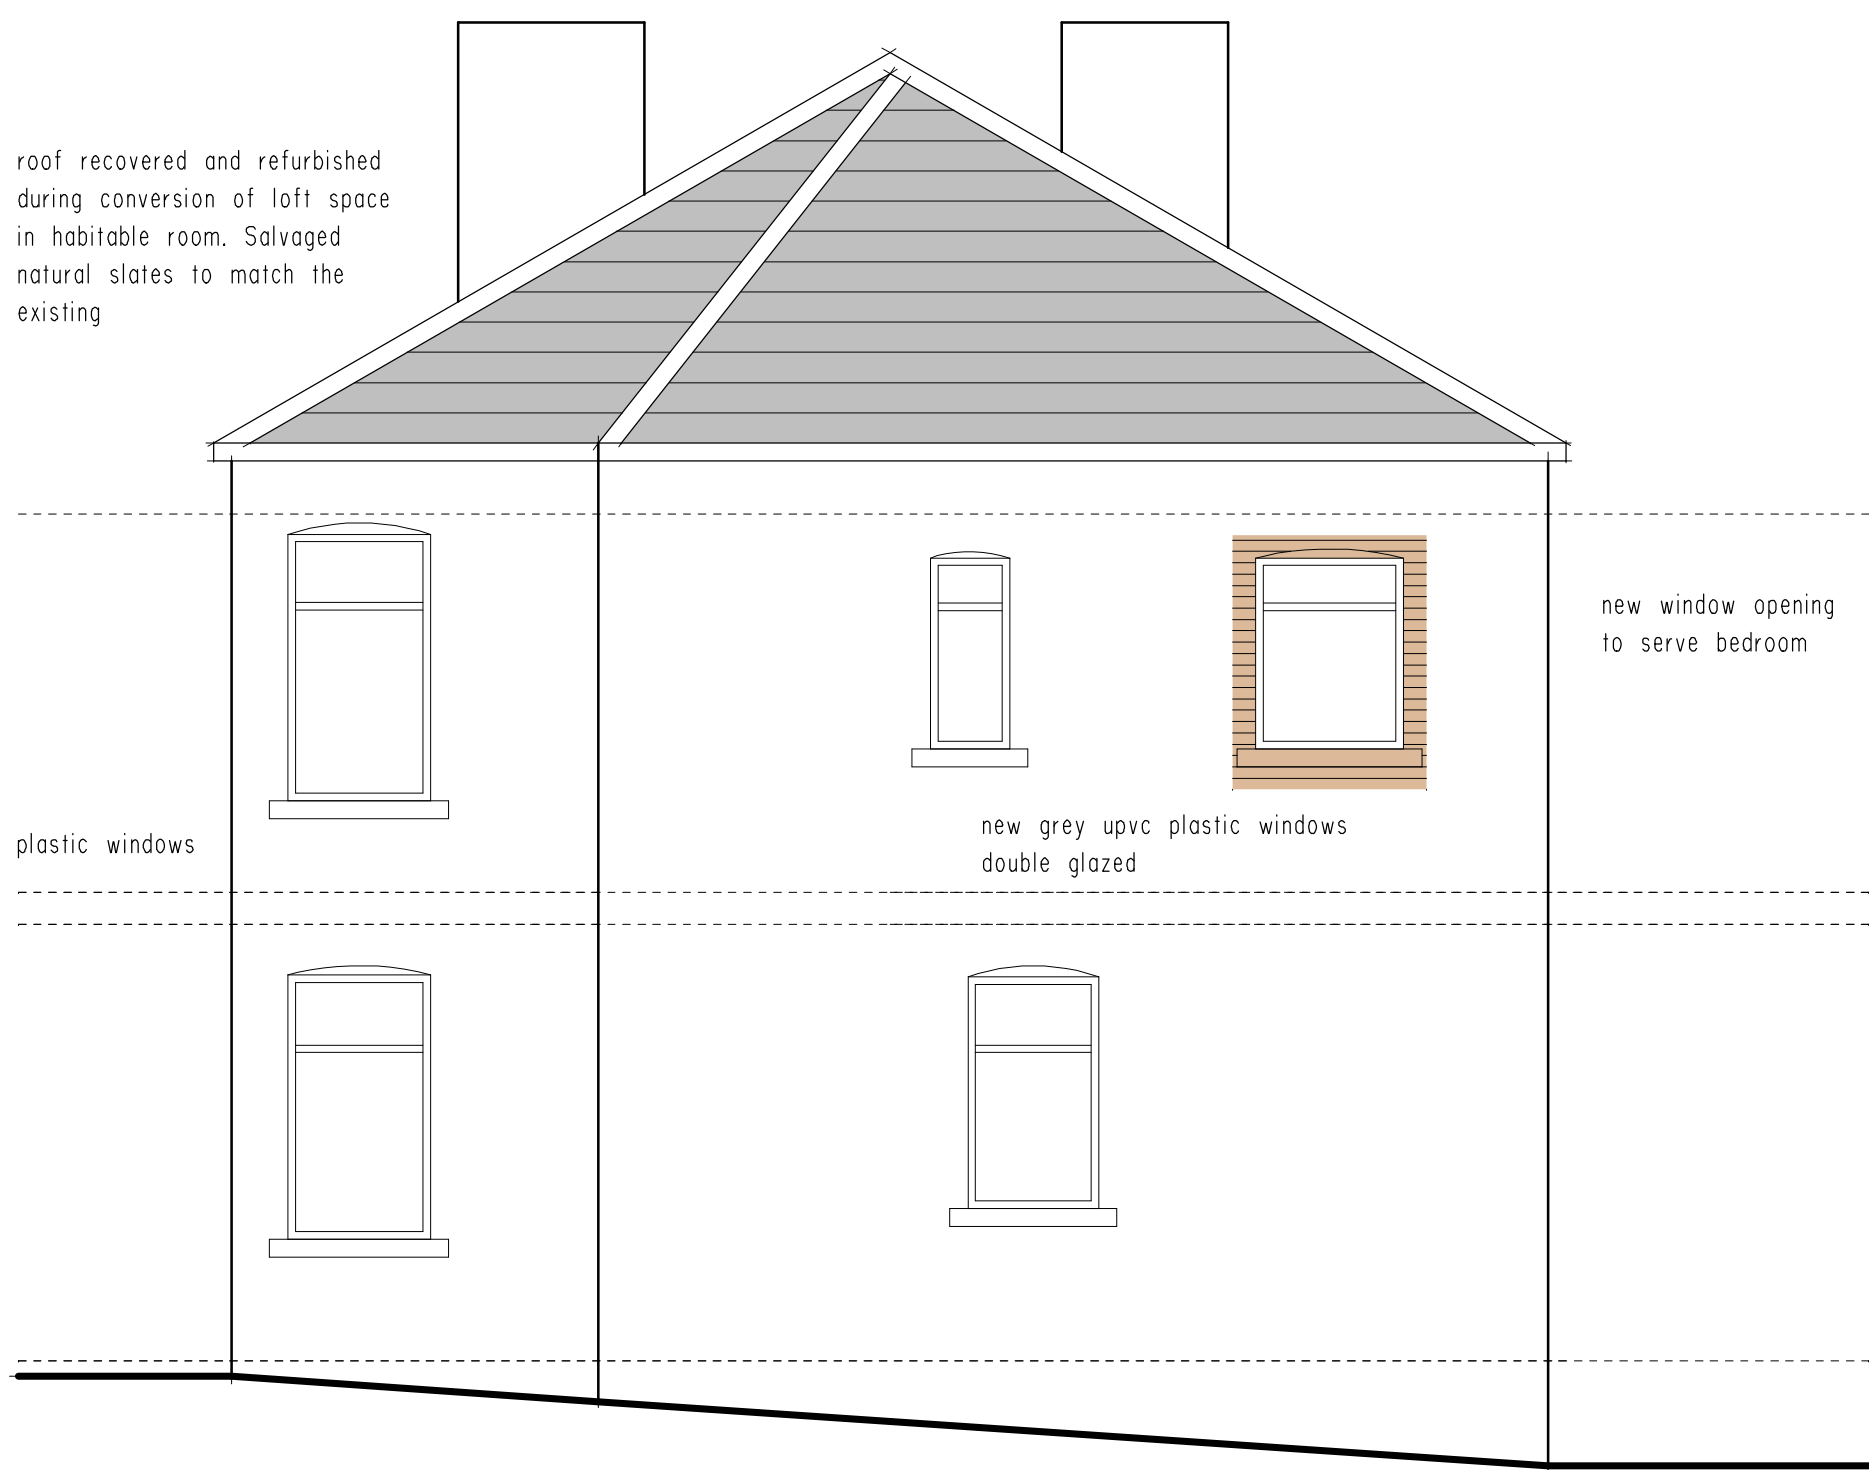 roof recovered and refurbished
during conversion of loft space
in habitable room. Salvaged
natural slates to match the
existing
new window opening
to serve bedroom
plastic windows
new grey upvc plastic windows
double glazed